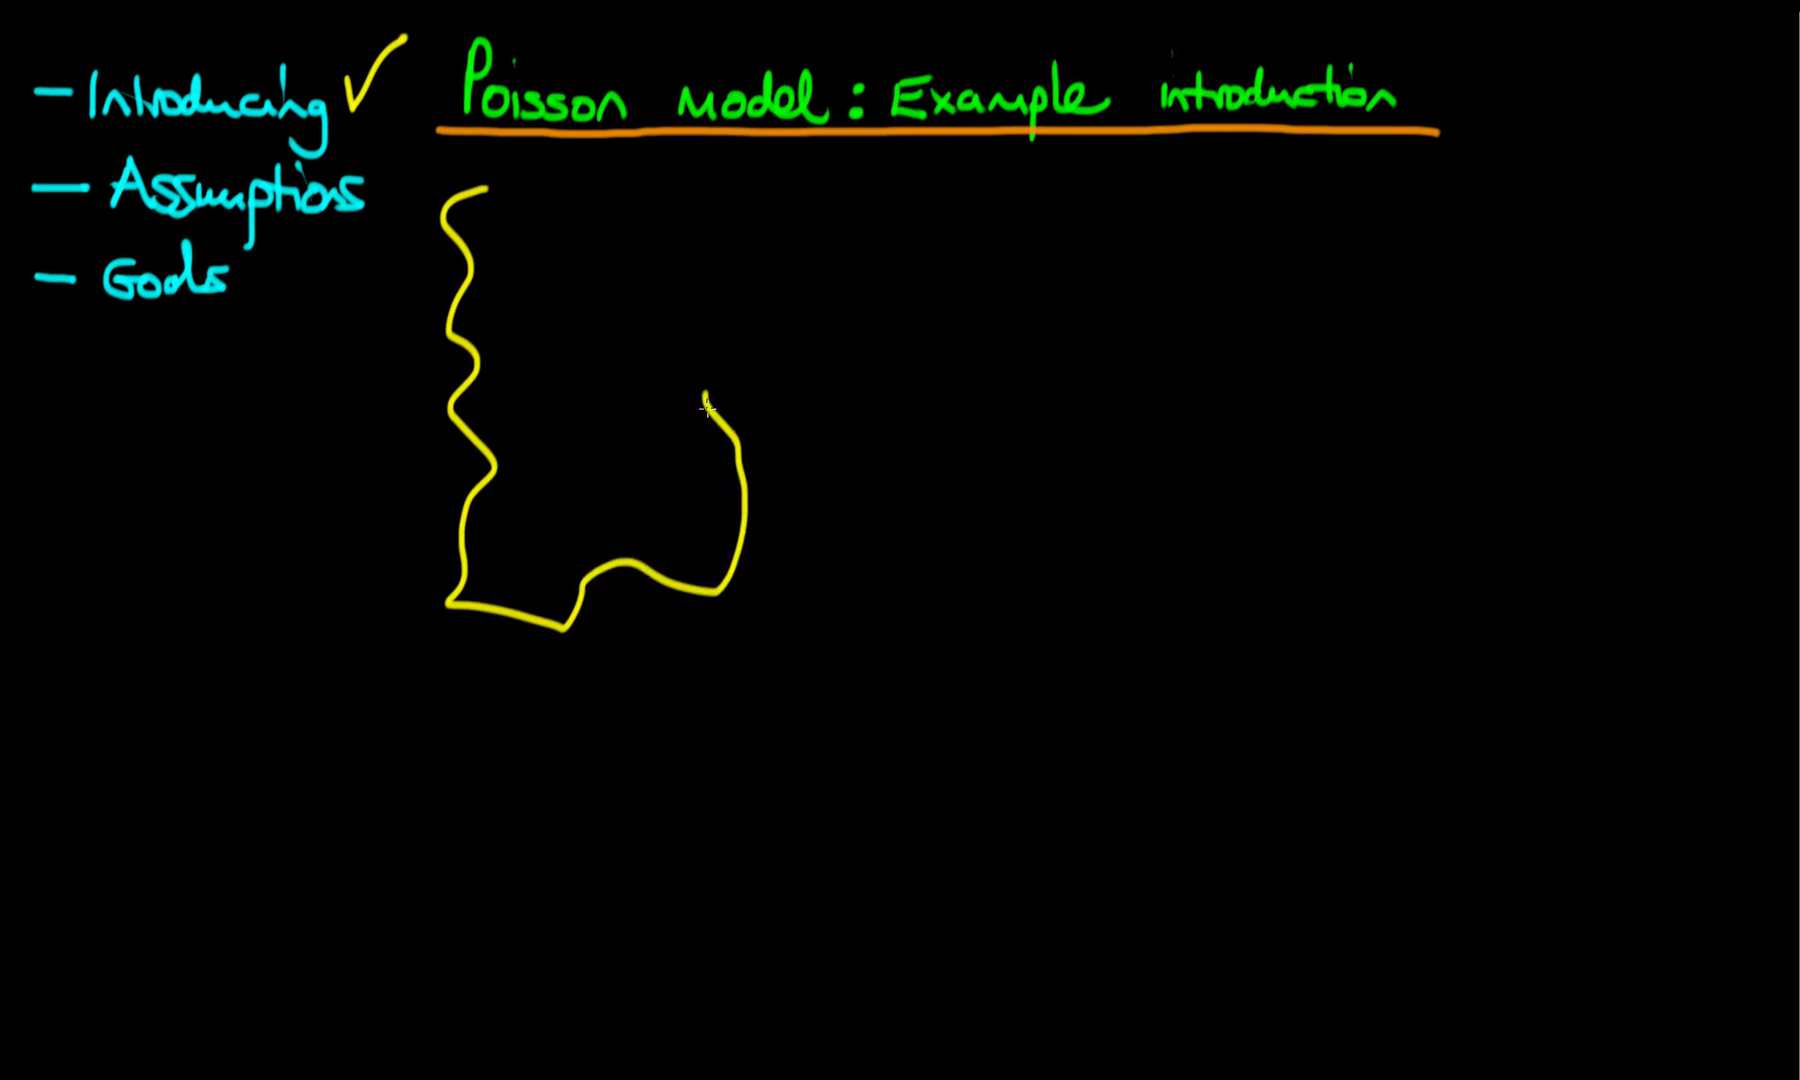 Poisson model: Example introduction
- Introducing
- Assumptions
- Goals